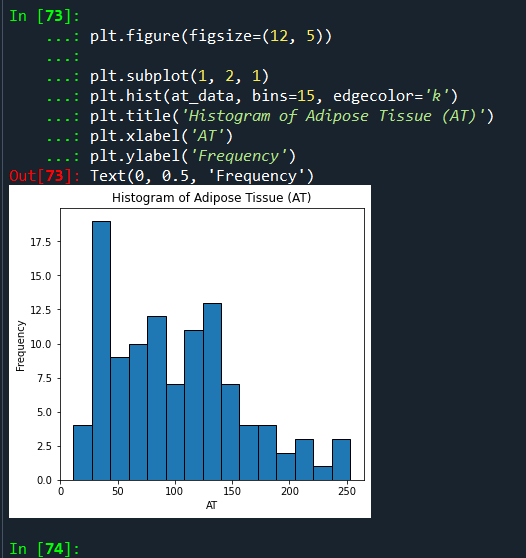 In [73]:
...: plt.figure(figsize=(12, 5))
...:
...: plt.subplot(1, 2, 1)
...: plt.hist(at_data, bins=15, edgecolor='k')
...: plt.title('Histogram of Adipose Tissue (AT)')
...: plt.xlabel('AT')
...: plt.ylabel('Frequency')
Out[73]: Text(0, 0.5, 'Frequency')
Histogram of Adipose Tissue (AT)
17.5
15.0
12.5
10.0
7.5
5.0
2.5
0.0
Frequency
0 50 100 150 200 250
AT
In [74]: